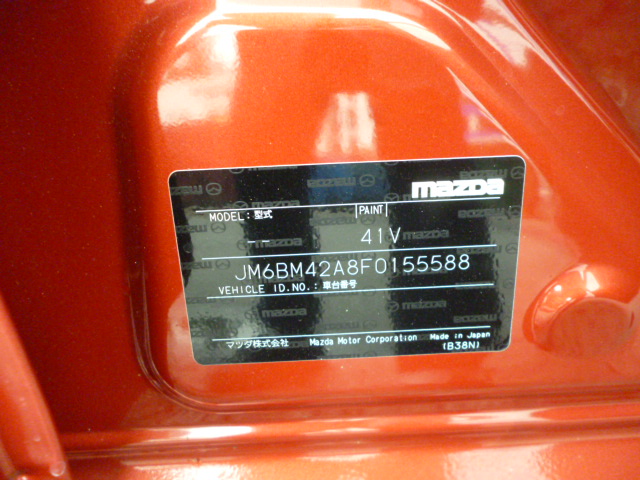 mazda
MODEL:型式 PAINT
- 41V
JM6BM42A8F0155588
VEHICLE ID.NO.:車台番号
マツダ株式会社 Mazda Motor Corporation Made in Japan
(B38N)